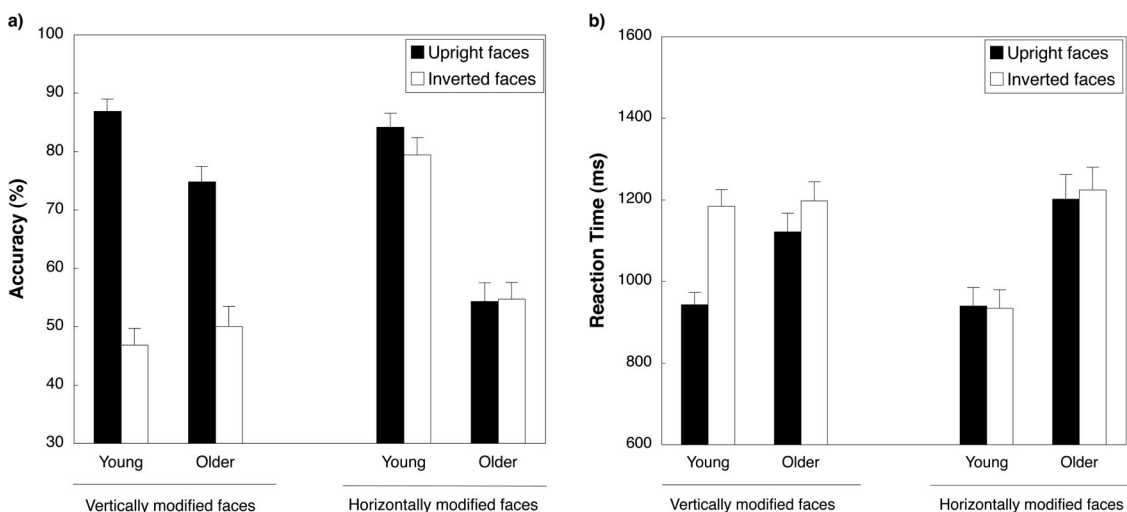 a)
Accuracy (%)
100
90
80
70
60
50
40
30
Upright faces
Inverted faces
Young
Older
Young
Older
Vertically modified faces
Horizontally modified faces
b)
Reaction Time (ms)
1600
1400
1200
1000
800
600
Upright faces
Inverted faces
Young
Older
Young
Older
Vertically modified faces
Horizontally modified faces